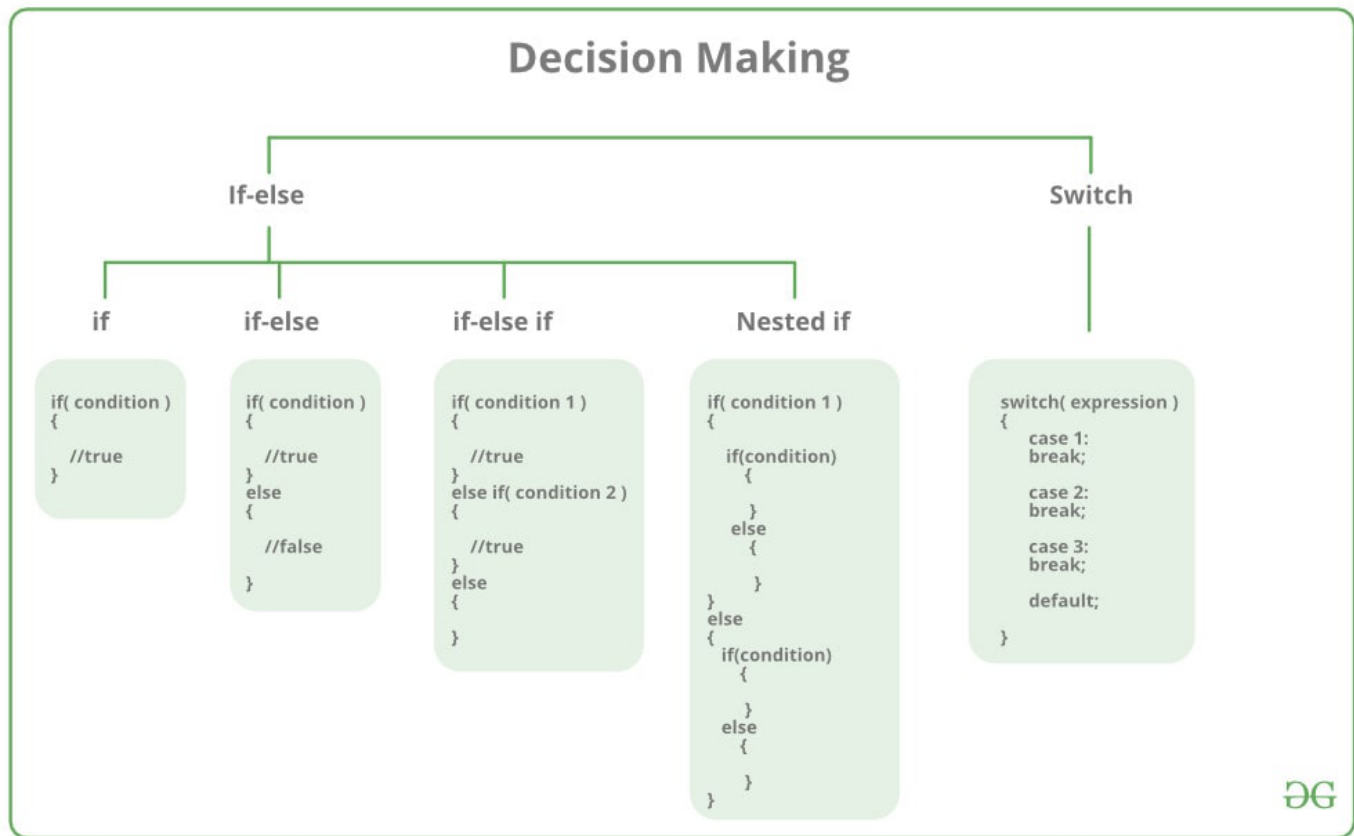 Decision Making
If-else
Switch
if
if-else
if-else if
Nested if
if( condition )
{
//true
}
if( condition )
{
//true
}
else
{
//false
}
if( condition 1 )
{
//true
}
else if( condition 2 )
{
//true
}
else
{
}
if( condition 1 )
{
if(condition)
{
}
else
{
}
}
else
{
if(condition)
{
}
else
{
}
}
switch( expression )
{
case 1:
break;
case 2:
break;
case 3:
break;
default;
}